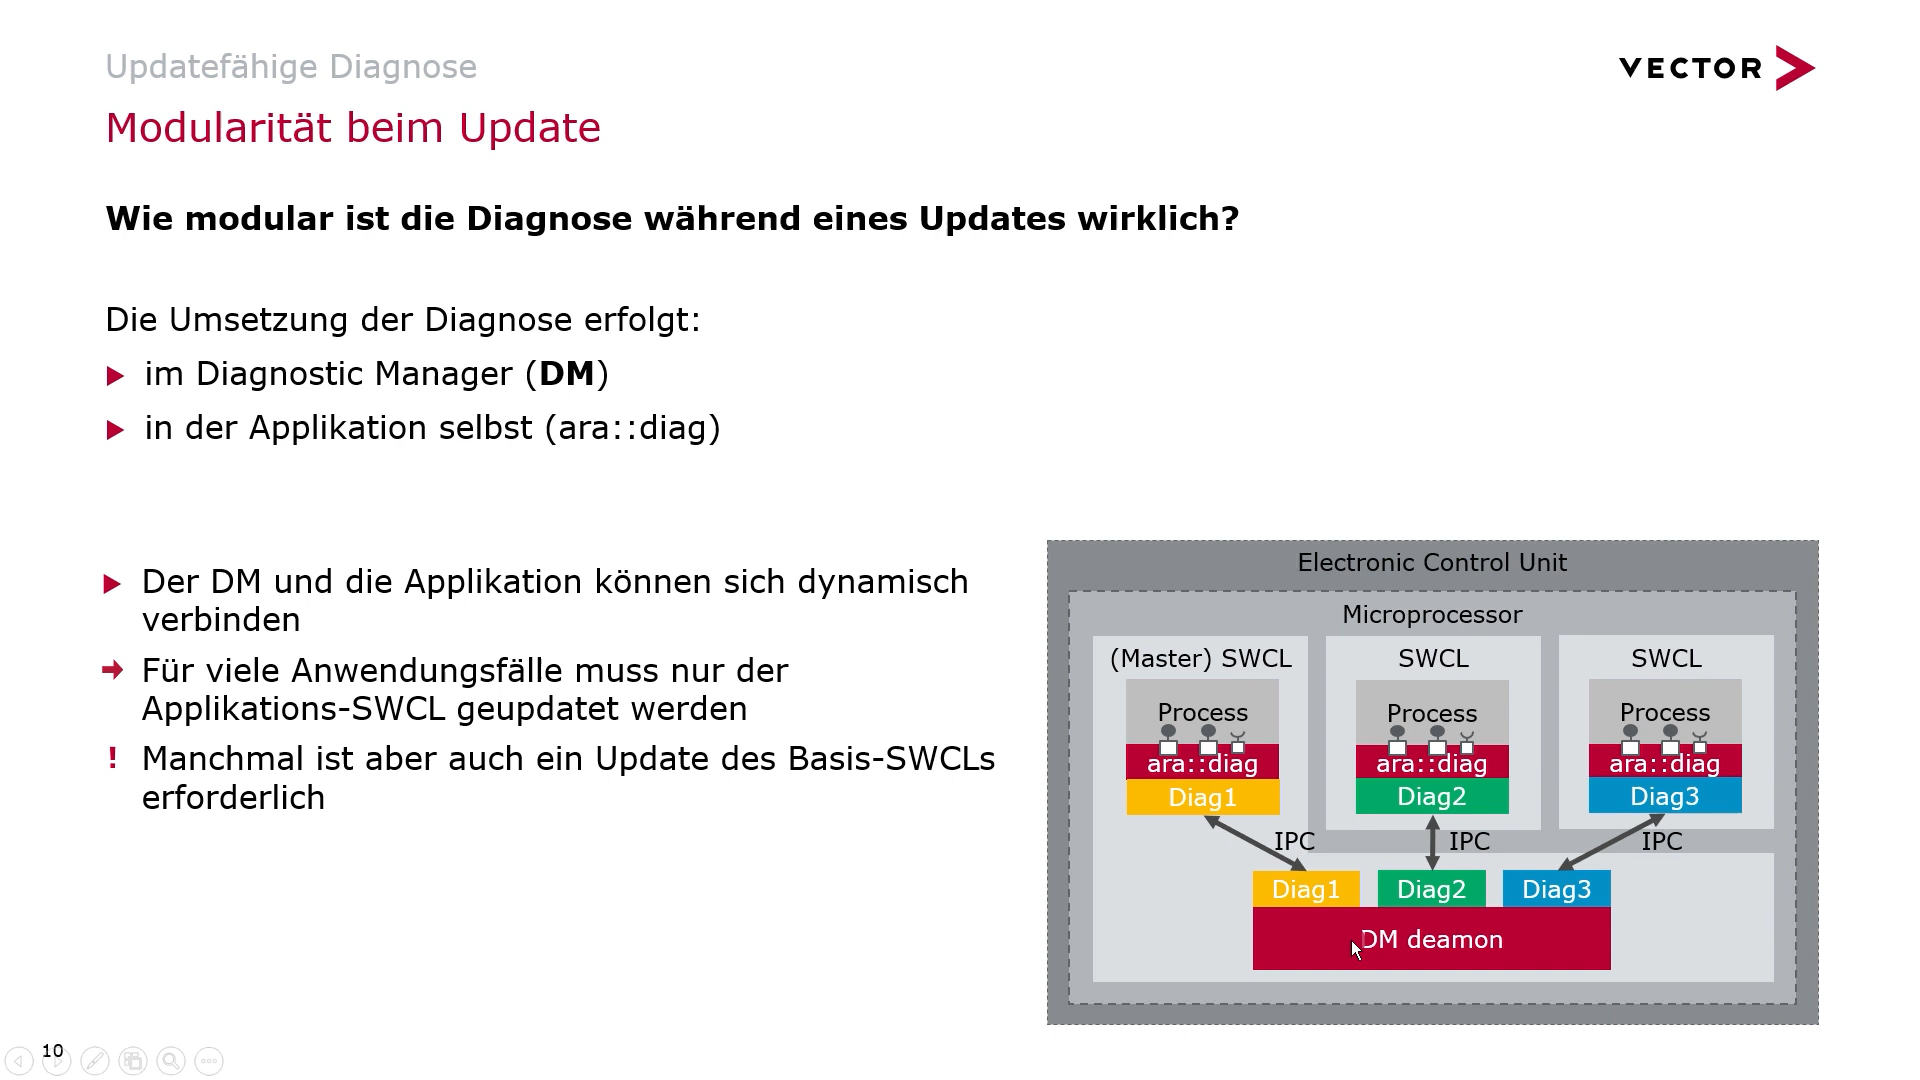 Updatefähige Diagnose
VECTOR
Modularität beim Update
Wie modular ist die Diagnose während eines Updates wirklich?
Die Umsetzung der Diagnose erfolgt:
im Diagnostic Manager (DM)
in der Applikation selbst (ara::diag)
Der DM und die Applikation können sich dynamisch
verbinden
Für viele Anwendungsfälle muss nur der
Applikations-SWCL geupdatet werden
! Manchmal ist aber auch ein Update des Basis-SWCLs
erforderlich
Electronic Control Unit
Microprocessor
(Master) SWCL SWCL SWCL
Process Process Process
ara::diag ara::diag ara::diag
Diag1 Diag2 Diag3
IPC IPC IPC
Diag1 Diag2 Diag3
DM deamon
10